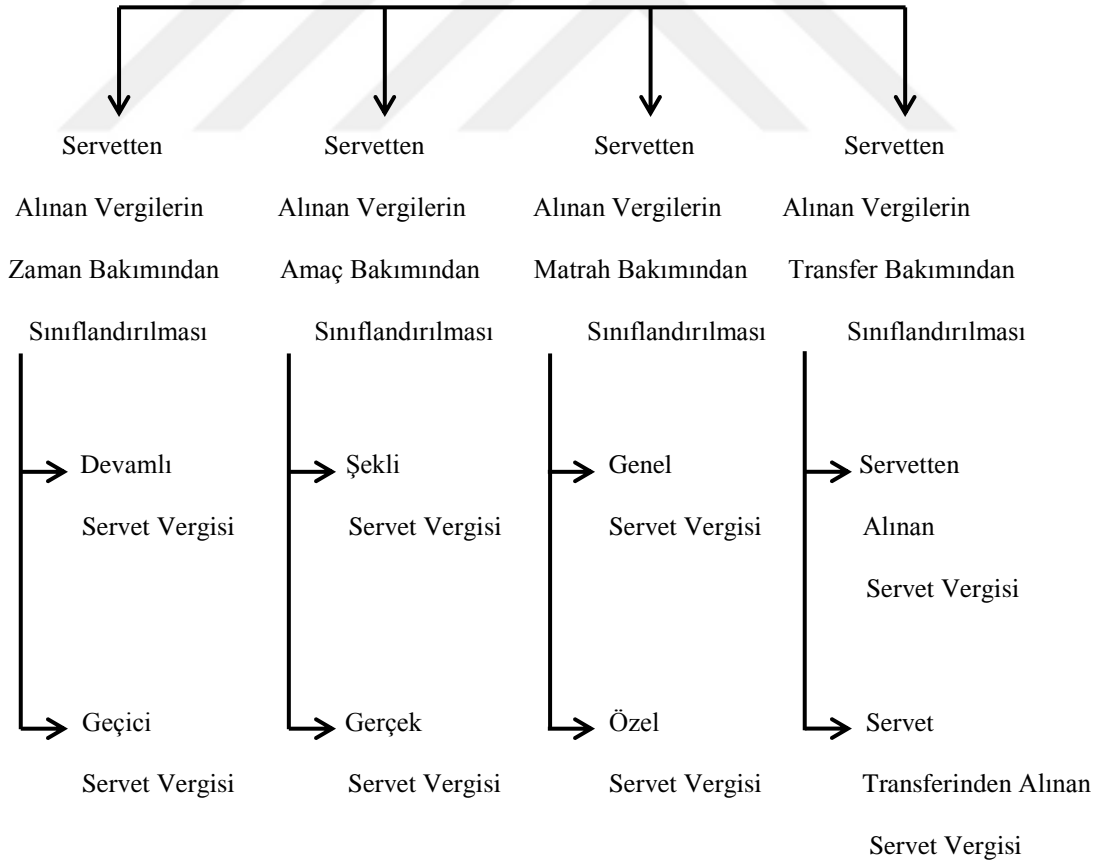 Servetten
Alınan Vergilerin
Zaman Bakımından
Sınıflandırılması
Devamlı
Servet Vergisi
Geçici
Servet Vergisi
Servetten
Alınan Vergilerin
Amaç Bakımından
Sınıflandırılması
Şekli
Servet Vergisi
Gerçek
Servet Vergisi
Servetten
Alınan Vergilerin
Matrah Bakımından
Sınıflandırılması
Genel
Servet Vergisi
Özel
Servet Vergisi
Servetten
Alınan Vergilerin
Transfer Bakımından
Sınıflandırılması
Servetten
Alınan
Servet Vergisi
Servet
Transferinden Alınan
Servet Vergisi